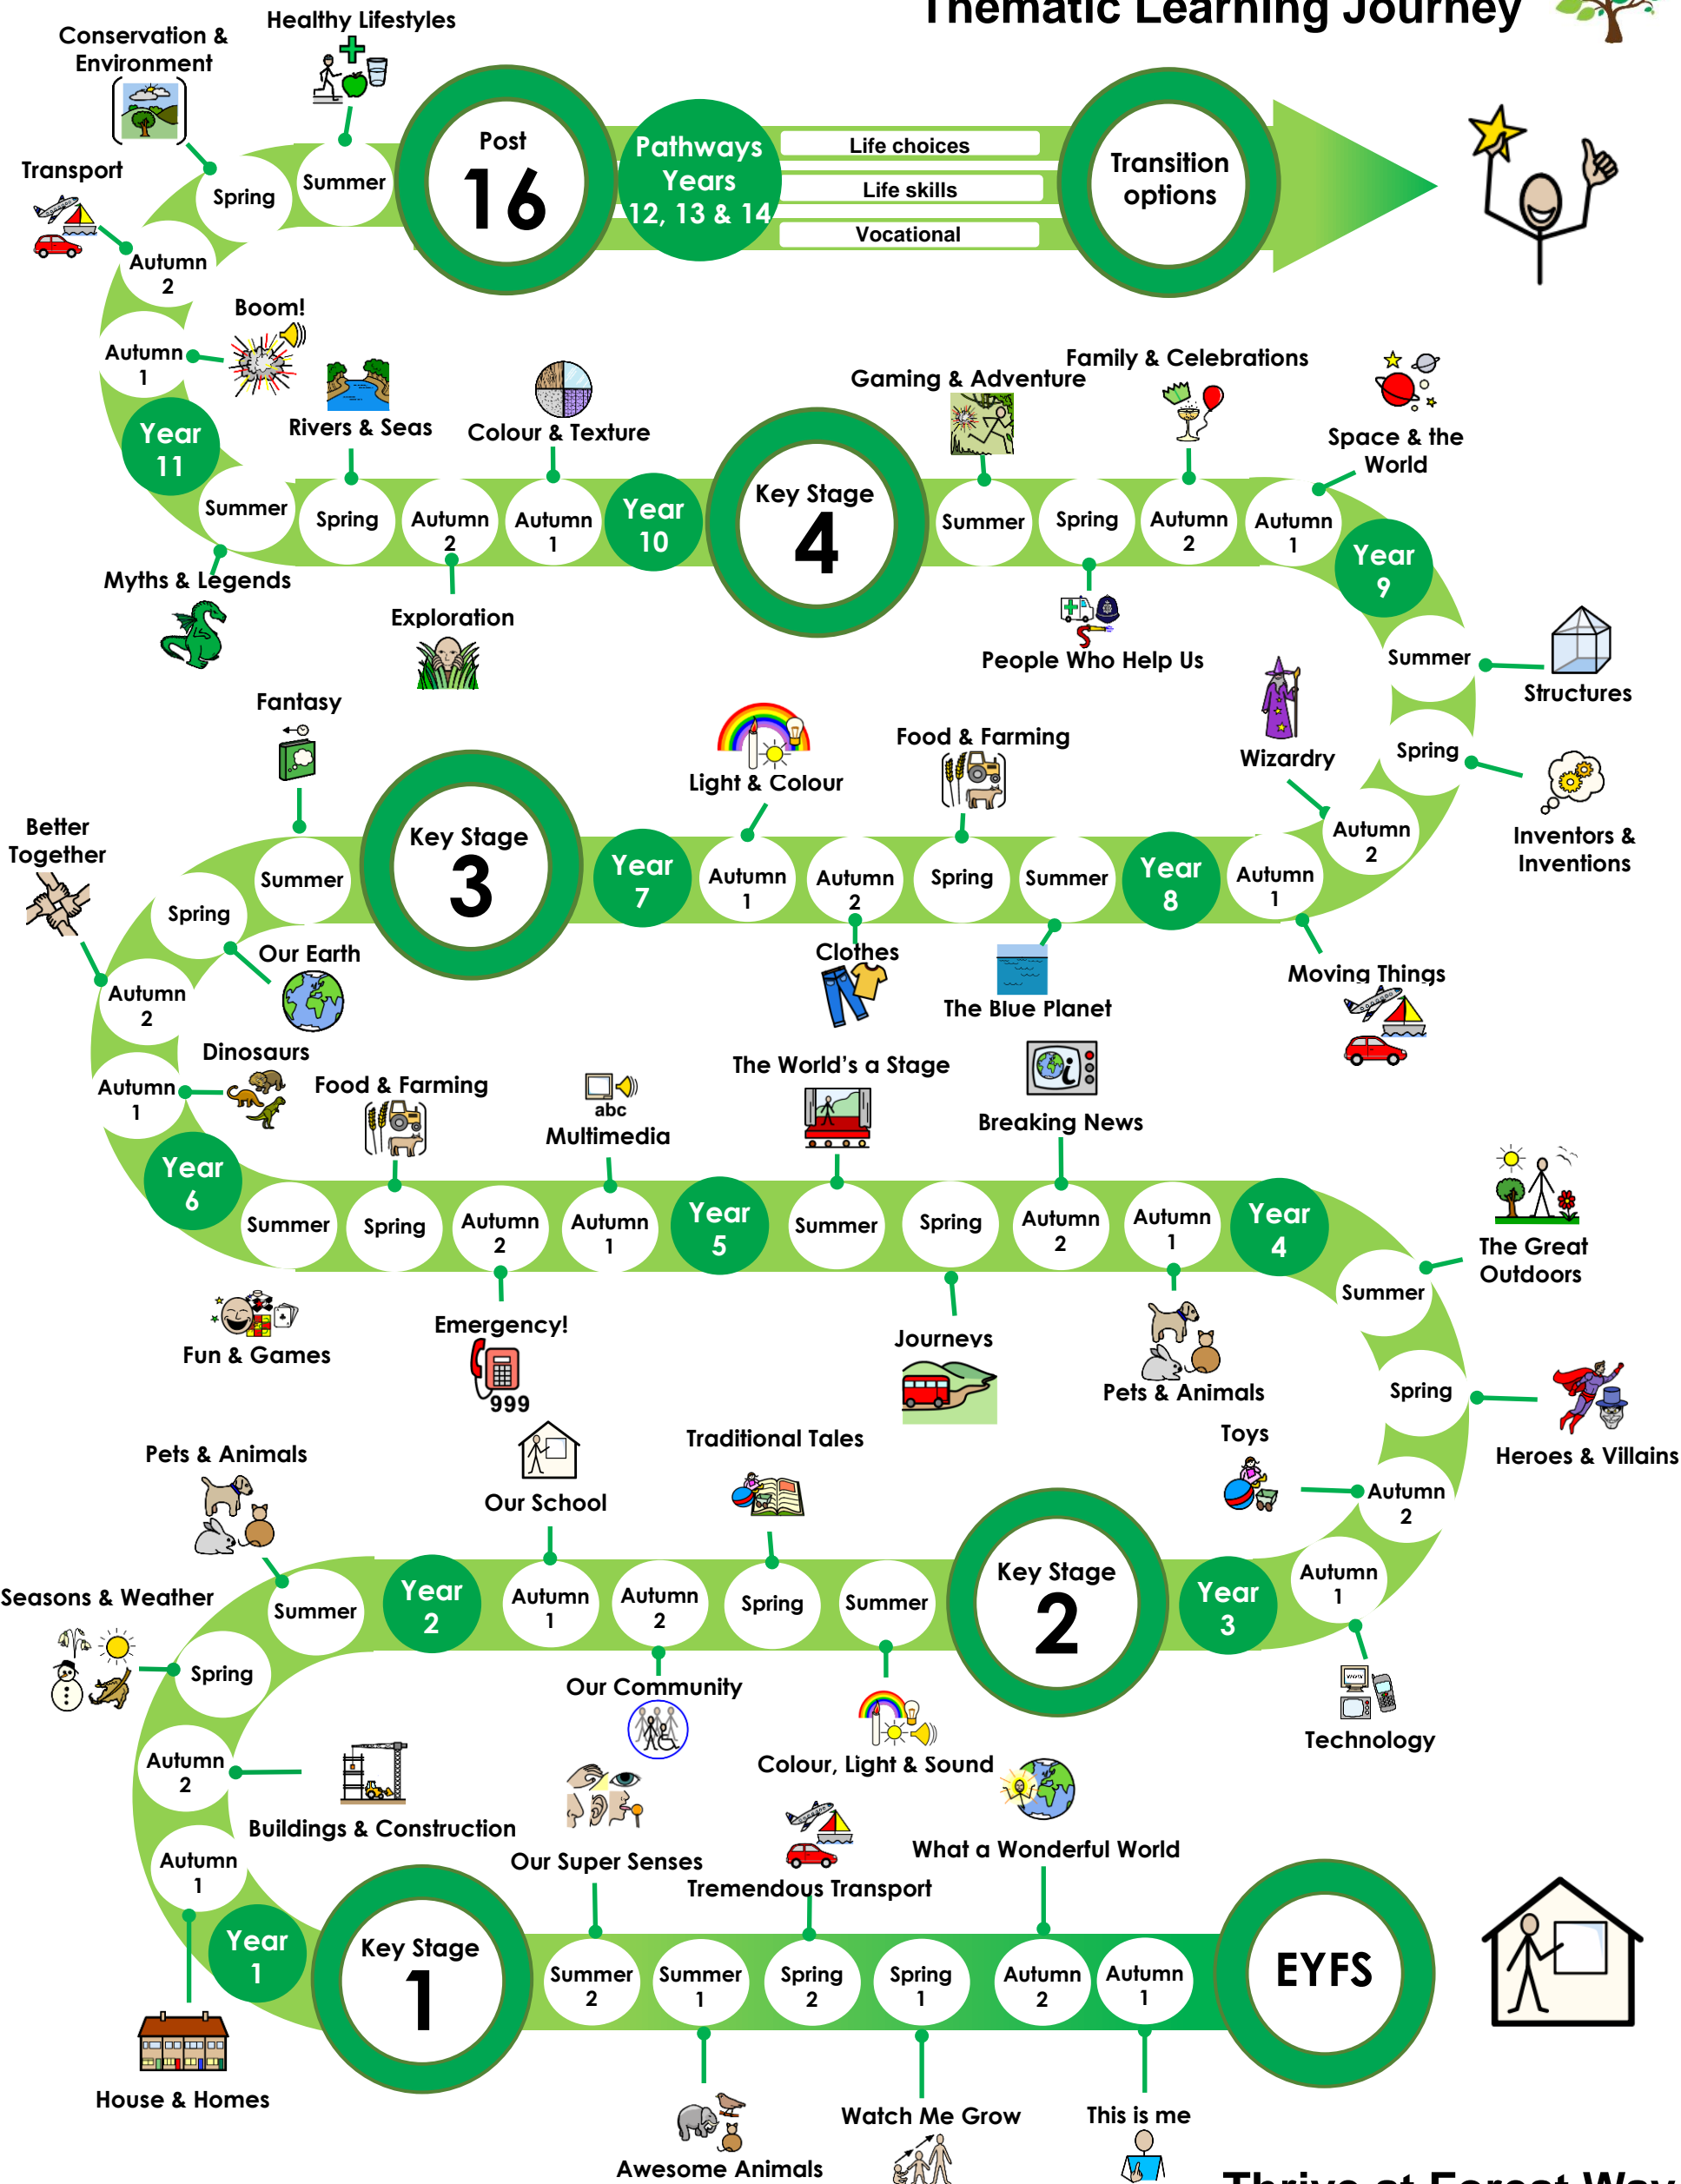 Thematic Learning Journey
Healthy Lifestyles
Conservation &
Environment
Transport
Summer
Spring
Autumn
2
Autumn
1
Boom!
Post
16
Pathways
Years
12, 13 & 14
Life choices
Life skills
Vocational
Transition
options
Year
11
Summer
Myths & Legends
Rivers & Seas
Spring
Autumn
2
Exploration
Colour & Texture
Autumn
1
Year
10
Key Stage
4
Gaming & Adventure
Summer
Spring
People Who Help Us
Family & Celebrations
Autumn
2
Autumn
1
Space & the
World
Year
9
Summer
Structures
Spring
Inventors &
Inventions
Wizardry
Autumn
2
Autumn
1
Moving Things
Year
8
Summer
The Blue Planet
Food & Farming
Spring
Autumn
2
Clothes
Light & Colour
Autumn
1
Year
7
Key Stage
3
Fantasy
Summer
Spring
Our Earth
Better
Together
Autumn
2
Autumn
1
Dinosaurs
Year
6
Summer
Fun & Games
Food & Farming
Spring
Autumn
2
Emergency!
999
abc
Multimedia
Autumn
1
Year
5
The World's a Stage
Summer
Spring
Journeys
Breaking News
Autumn
2
Autumn
1
Pets & Animals
Year
4
Summer
The Great
Outdoors
Spring
Heroes & Villains
Toys
Autumn
2
Autumn
1
Technology
Year
3
Key Stage
2
Summer
Colour, Light & Sound
Traditional Tales
Spring
Autumn
2
Our Community
Our School
Autumn
1
Year
2
Pets & Animals
Summer
Seasons & Weather
Spring
Autumn
2
Buildings & Construction
Autumn
1
House & Homes
Year
1
Key Stage
1
Our Super Senses
Summer
2
Summer
1
Awesome Animals
Tremendous Transport
Spring
2
Spring
1
Watch Me Grow
What a Wonderful World
Autumn
2
Autumn
1
This is me
EYFS
Thrive at Forest Way